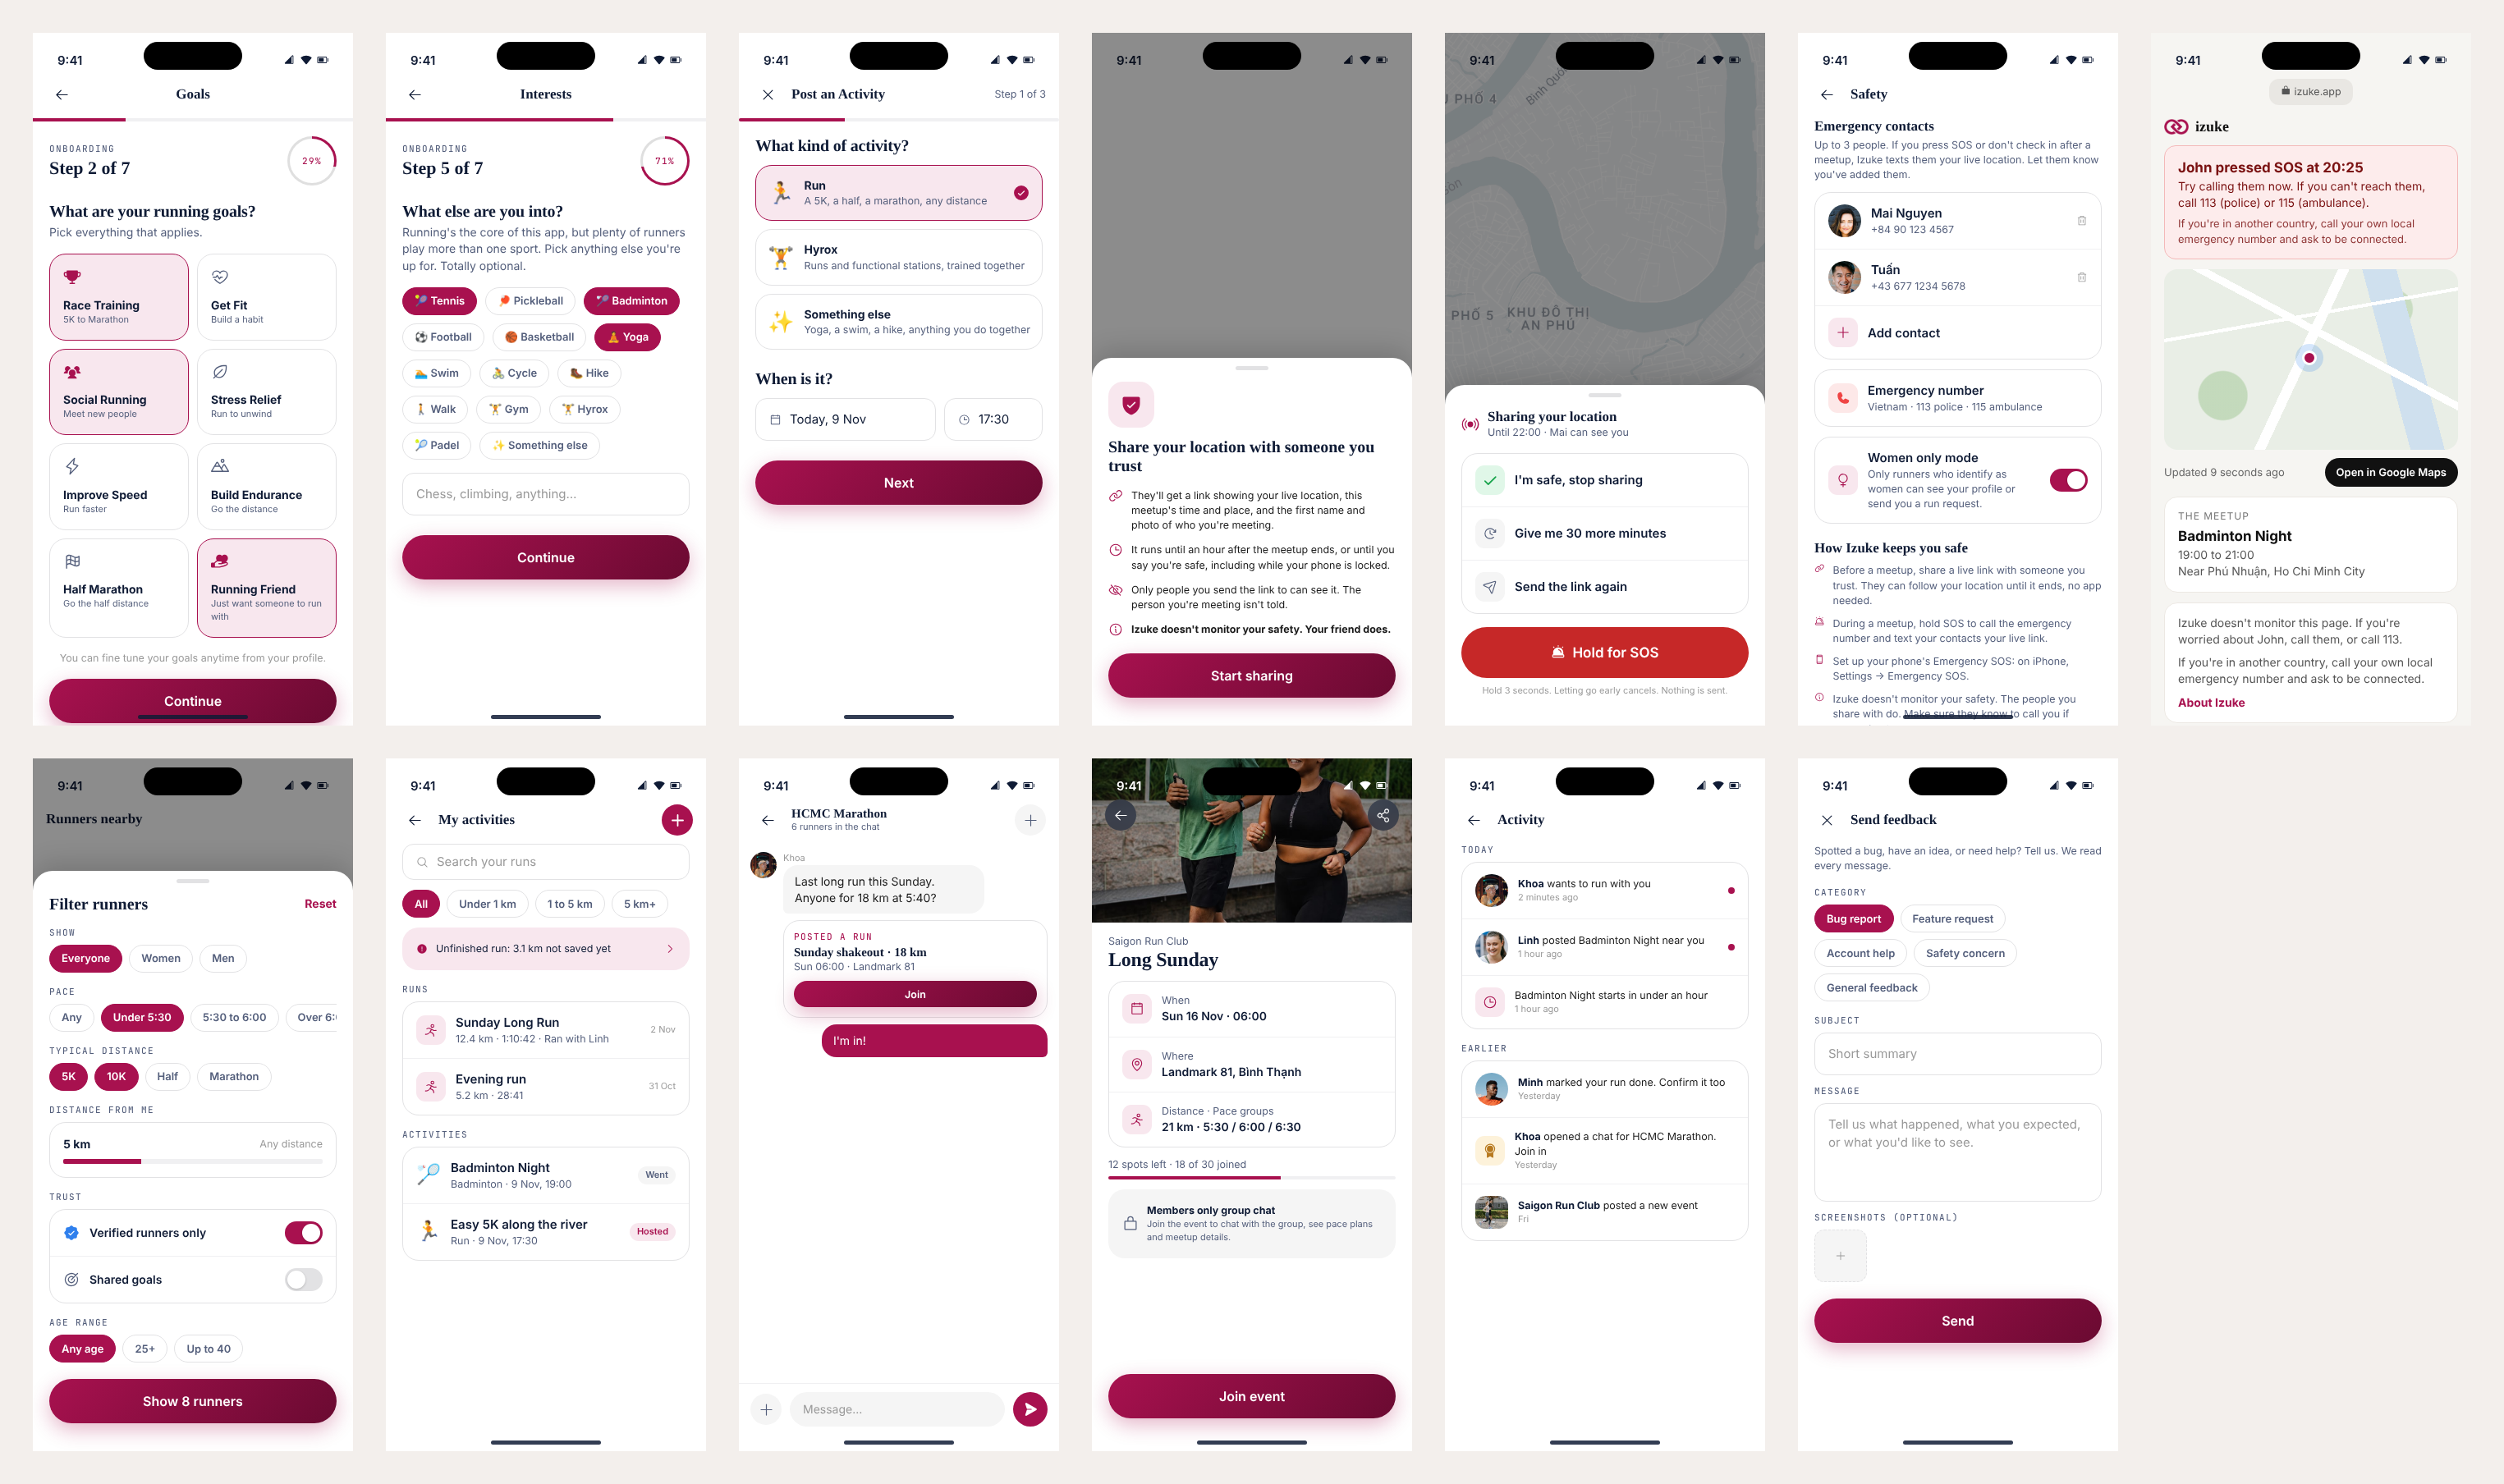 9:41
Goals
ONBOARDING
Step 2 of 7
29%
What are your running goals?
Pick everything that applies.
Race Training
5K to Marathon
Get Fit
Build a habit
Social Running
Meet new people
Stress Relief
Run to unwind
Improve Speed
Run faster
Build Endurance
Go the distance
Half Marathon
Go the half distance
Running Friend
Just want someone to run
with
You can fine tune your goals anytime from your profile.
Continue
9:41
Interests
ONBOARDING
Step 5 of 7
71%
What else are you into?
Running's the core of this app, but plenty of runners
play more than one sport. Pick anything else you're
up for. Totally optional.
Tennis
Pickleball
Badminton
Football
Basketball
Yoga
Swim
Cycle
Hike
Walk
Gym
Hyrox
Padel
Something else
Chess, climbing, anything...
Continue
9:41
Post an Activity
Step 1 of 3
What kind of activity?
Run
A 5K, a half, a marathon, any distance
Hyrox
Runs and functional stations, trained together
Something else
Yoga, a swim, a hike, anything you do together
When is it?
Today, 9 Nov
17:30
Next
9:41
Share your location with someone you
trust
They'll get a link showing your live location, this
meetup's time and place, and the first name and
photo of who you're meeting.
It runs until an hour after the meetup ends, or until you
say you're safe, including while your phone is locked.
Only people you send the link to can see it. The
person you're meeting isn't told.
Izuke doesn't monitor your safety. Your friend does.
Start sharing
9:41
PHỐ 4
Bình Quớ
PHỐ 5
KHU ĐÔ THỊ
AN PHÚ
Sharing your location
Until 22:00 · Mai can see you
I'm safe, stop sharing
Give me 30 more minutes
Send the link again
Hold for SOS
Hold 3 seconds. Letting go early cancels. Nothing is sent.
9:41
Safety
Emergency contacts
Up to 3 people. If you press SOS or don't check in after a
meetup, Izuke texts them your live location. Let them know
you've added them.
Mai Nguyen
+84 90 123 4567
Tuấn
+43 677 1234 5678
Add contact
Emergency number
Vietnam · 113 police · 115 ambulance
Women only mode
Only runners who identify as
women can see your profile or
send you a run request.
How Izuke keeps you safe
Before a meetup, share a live link with someone you
trust. They can follow your location until it ends, no app
needed.
During a meetup, hold SOS to call the emergency
number and text your contacts your live link.
Set up your phone's Emergency SOS: on iPhone,
Settings → Emergency SOS.
Izuke doesn't monitor your safety. The people you
share with do. Make sure they know to call you if
9:41
izuke.app
izuke
John pressed SOS at 20:25
Try calling them now. If you can't reach them,
call 113 (police) or 115 (ambulance).
If you're in another country, call your own local
emergency number and ask to be connected.
Updated 9 seconds ago
Open in Google Maps
THE MEETUP
Badminton Night
19:00 to 21:00
Near Phú Nhuận, Ho Chi Minh City
Izuke doesn't monitor this page. If you're
worried about John, call them, or call 113.
If you're in another country, call your own local
emergency number and ask to be connected.
About Izuke
9:41
Runners nearby
Filter runners
Reset
SHOW
Everyone
Women
Men
PACE
Any
Under 5:30
5:30 to 6:00
Over 6:
TYPICAL DISTANCE
5K
10K
Half
Marathon
DISTANCE FROM ME
5 km
Any distance
TRUST
Verified runners only
Shared goals
AGE RANGE
Any age
25+
Up to 40
Show 8 runners
9:41
My activities
Search your runs
All
Under 1 km
1 to 5 km
5 km+
Unfinished run: 3.1 km not saved yet
RUNS
Sunday Long Run
12.4 km · 1:10:42 · Ran with Linh
2 Nov
Evening run
5.2 km · 28:41
31 Oct
ACTIVITIES
Badminton Night
Badminton · 9 Nov, 19:00
Went
Easy 5K along the river
Run · 9 Nov, 17:30
Hosted
9:41
HCMC Marathon
6 runners in the chat
Khoa
Last long run this Sunday.
Anyone for 18 km at 5:40?
POSTED A RUN
Sunday shakeout · 18 km
Sun 06:00 · Landmark 81
Join
I'm in!
Message...
9:41
Saigon Run Club
Long Sunday
When
Sun 16 Nov · 06:00
Where
Landmark 81, Bình Thạnh
Distance · Pace groups
21 km · 5:30 / 6:00 / 6:30
12 spots left · 18 of 30 joined
Members only group chat
Join the event to chat with the group, see pace plans
and meetup details.
Join event
9:41
Activity
TODAY
Khoa wants to run with you
2 minutes ago
Linh posted Badminton Night near you
1 hour ago
Badminton Night starts in under an hour
1 hour ago
EARLIER
Minh marked your run done. Confirm it too
Yesterday
Khoa opened a chat for HCMC Marathon.
Join in
Yesterday
Saigon Run Club posted a new event
Fri
9:41
Send feedback
Spotted a bug, have an idea, or need help? Tell us. We read
every message.
CATEGORY
Bug report
Feature request
Account help
Safety concern
General feedback
SUBJECT
Short summary
MESSAGE
Tell us what happened, what you expected,
or what you'd like to see.
SCREENSHOTS (OPTIONAL)
Send